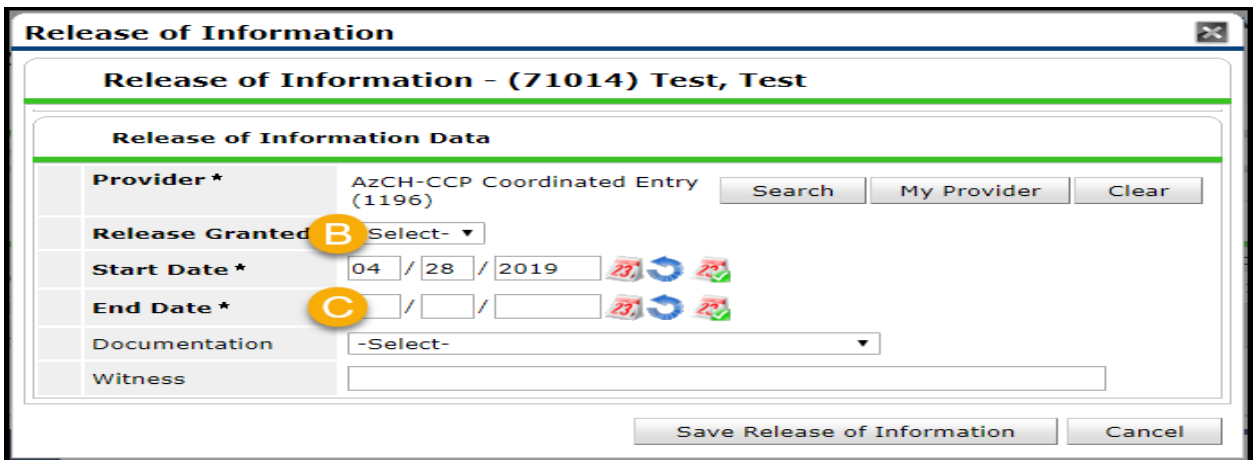 Release of Information
Release of Information - (71014) Test, Test
Release of Information Data
Provider * AzCH-CCP Coordinated Entry (1196) Search My Provider Clear
Release Granted B Select- ▼
Start Date * 04 / 28 / 2019 23
End Date * C / / 23
Documentation -Select- ▼
Witness
Save Release of Information Cancel